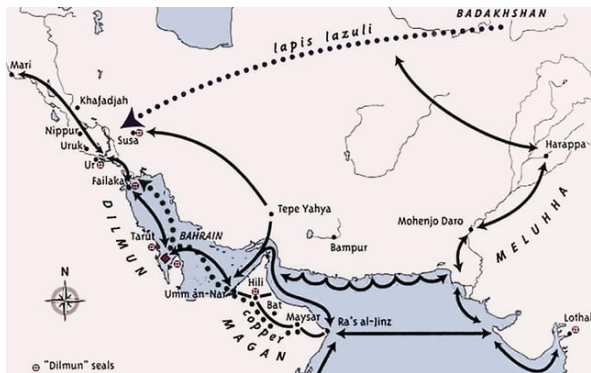 BADAKHSHAN
lapis lazuli
Mari
Khafadjah
Nippur
Susa
Uruk
Ur
Harappa
Failaka
DILMUN
Tepe Yahya
Mohenjo Daro
MELUHHA
Tarut
BAHRAIN
Bampur
N
Umm an-Nar
Hili
Bat
copper
Maysar
Ra's al-Jinz
Lothal
MAGAN
"Dilmun" seals